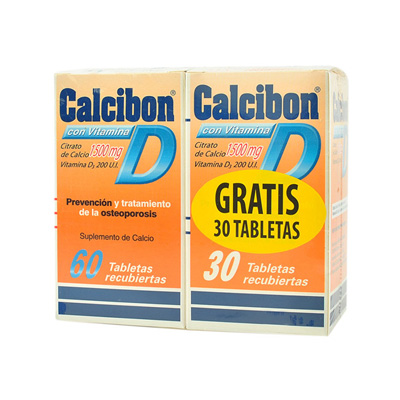 Calcibon®
con Vitamina
D
Citrato
de Calcio 1500 mg
Vitamina D₃ 200 U.I.
Prevención y tratamiento
de la osteoporosis
Suplemento de Calcio
60 Tabletas
recubiertas
Calcibon®
con Vitamina
D
Citrato
de Calcio 1500 mg
Vitamina D₃ 200 U.I.
GRATIS
30 TABLETAS
30 Tabletas
recubiertas